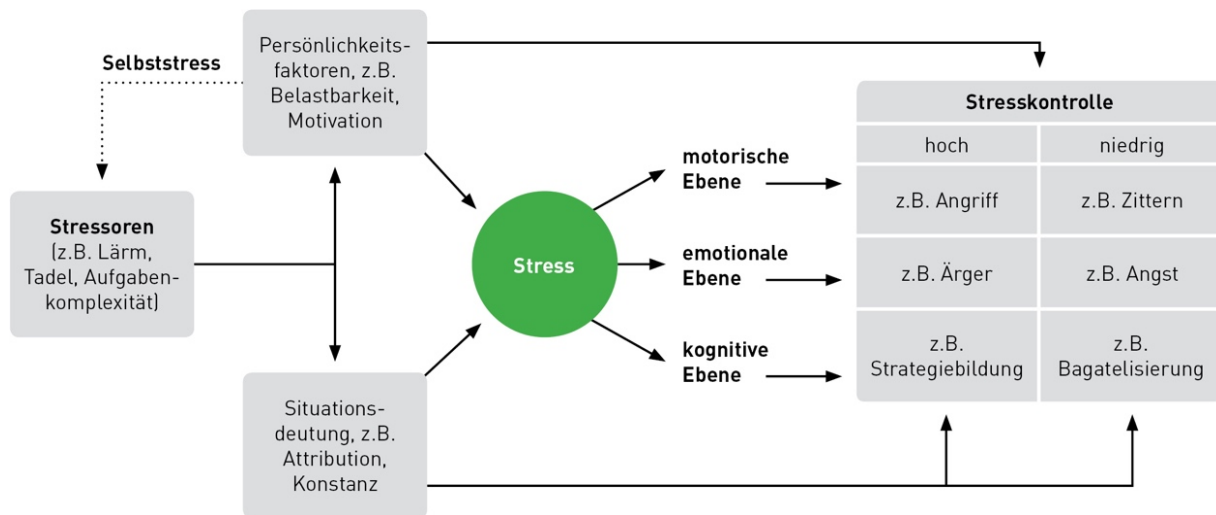 Selbststress
Persönlichkeits-
faktoren, z.B.
Belastbarkeit,
Motivation
Stressoren
(z.B. Lärm,
Tadel, Aufgaben-
komplexität)
Situations-
deutung, z.B.
Attribution,
Konstanz
Stress
motorische
Ebene
emotionale
Ebene
kognitive
Ebene
Stresskontrolle
hoch
niedrig
z.B. Angriff
z.B. Zittern
z.B. Ärger
z.B. Angst
z.B.
Strategiebildung
z.B.
Bagatelisierung